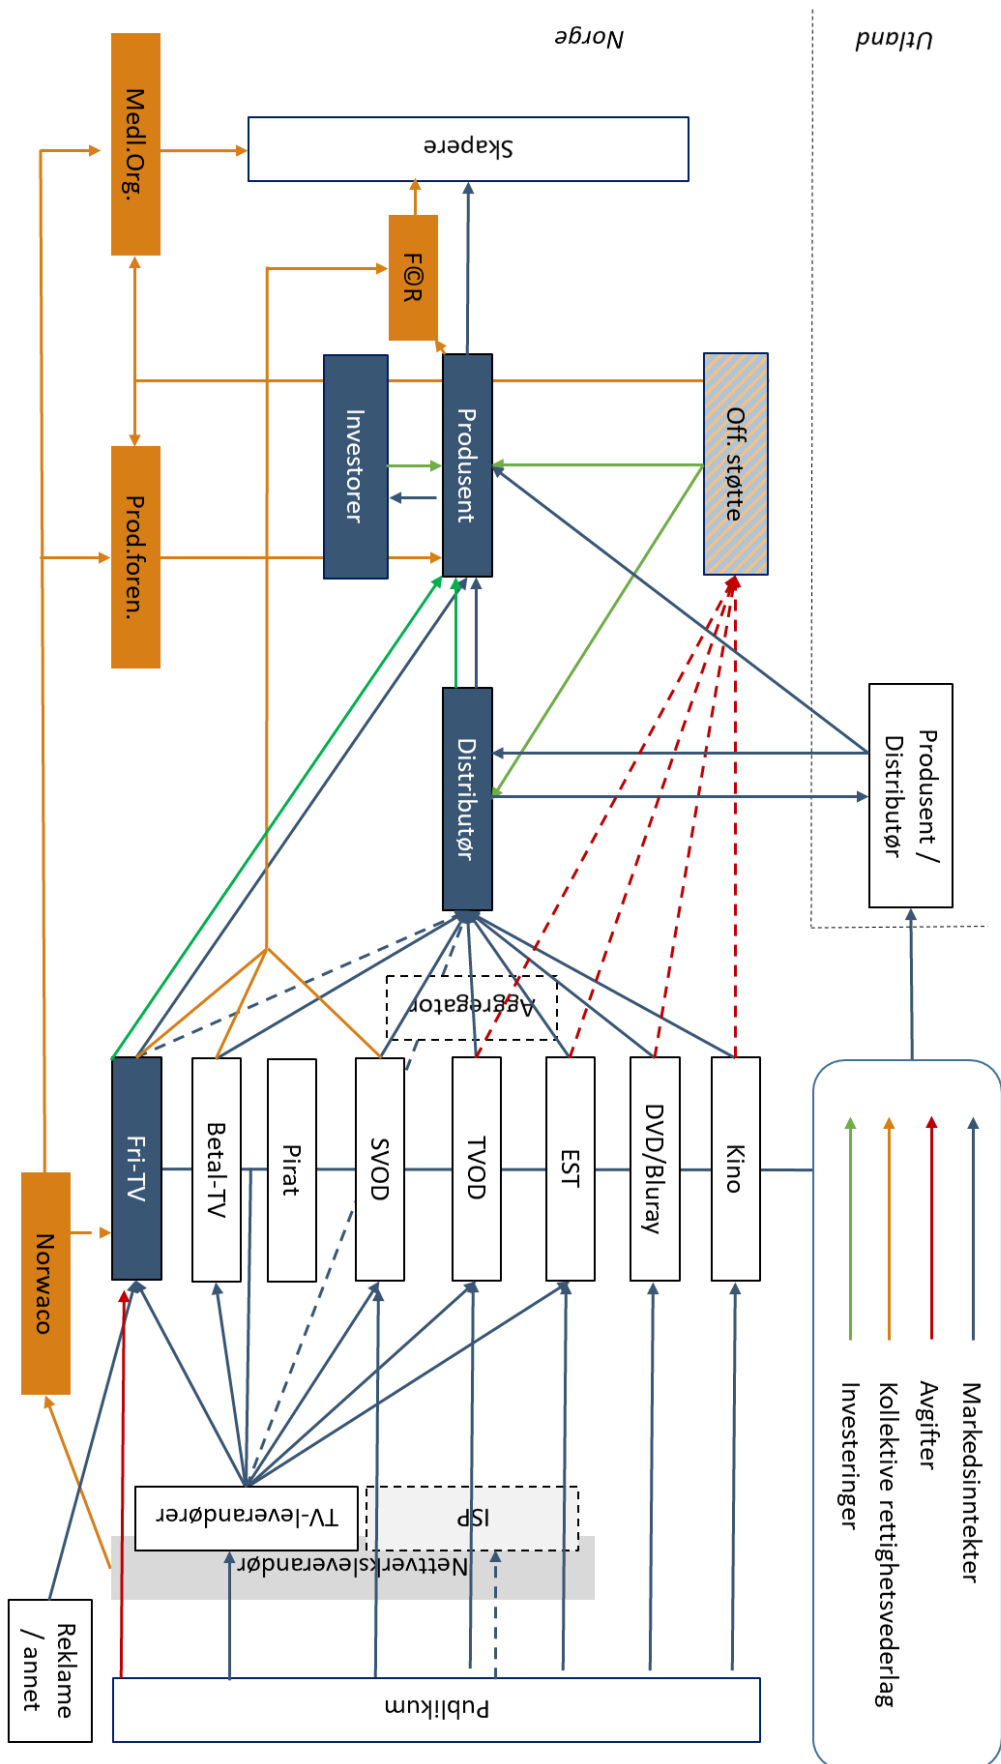 Norge
Utland
Medl.Org.
Skapere
F©R
Investorer
Produsent
Off. støtte
Prod.foren.
Distributør
Produsent /
Distributør
Aggregator
Fri-TV
Betal-TV
Pirat
SVOD
TVOD
EST
DVD/Bluray
Kino
Norwaco
TV-leverandører
ISP
Nettverksleverandør
Reklame
/ annet
Publikum
Markedsinntekter
Avgifter
Kollektive rettighetsvederlag
Investeringer